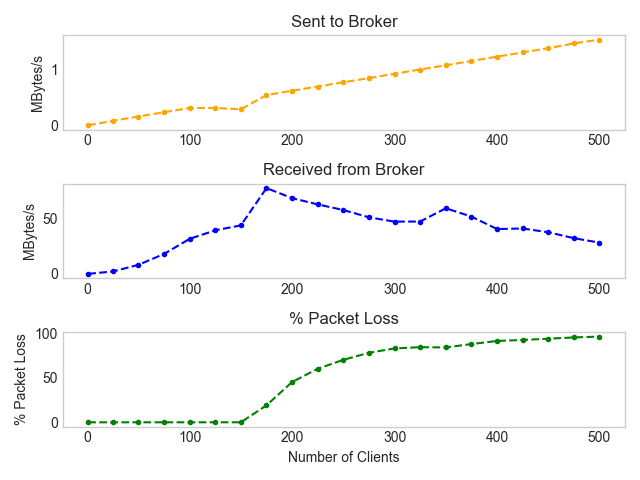 Sent to Broker
MBytes/s
1
0
0 100 200 300 400 500
Received from Broker
MBytes/s
50
0
0 100 200 300 400 500
% Packet Loss
% Packet Loss
100
50
0
0 100 200 300 400 500
Number of Clients